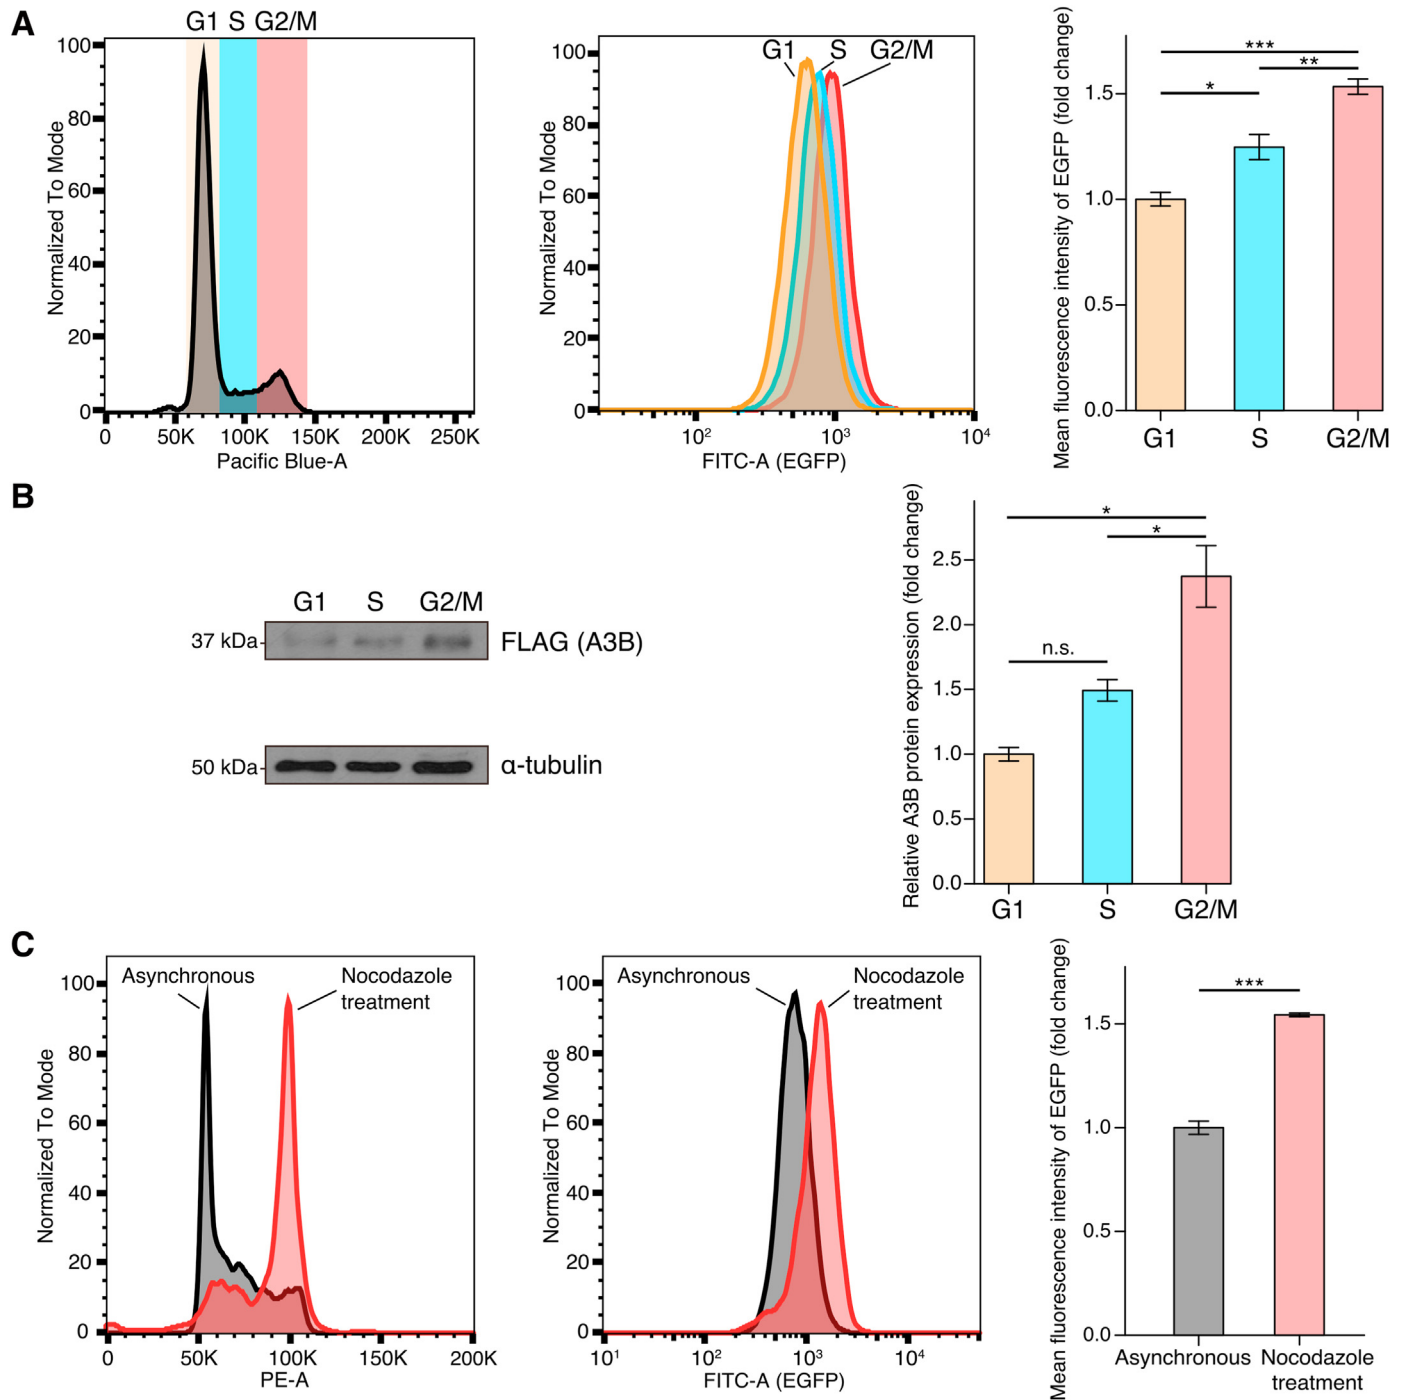 A
G1 S G2/M
100
80
60
40
20
0
Normalized To Mode
0 50K 100K 150K 200K 250K
Pacific Blue-A
G1 S G2/M
100
80
60
40
20
0
Normalized To Mode
10² 10³ 10⁴
FITC-A (EGFP)
Mean fluorescence intensity of EGFP (fold change)
***
**
*
1.5
1.0
0.5
0.0
G1 S G2/M
B
G1 S G2/M
37 kDa
FLAG (A3B)
50 kDa
α-tubulin
Relative A3B protein expression (fold change)
*
*
n.s.
2.5
2.0
1.5
1.0
0.5
0.0
G1 S G2/M
C
Asynchronous
Nocodazole
treatment
100
80
60
40
20
0
Normalized To Mode
0 50K 100K 150K 200K
PE-A
Asynchronous
Nocodazole
treatment
100
80
60
40
20
0
Normalized To Mode
10¹ 10² 10³ 10⁴
FITC-A (EGFP)
Mean fluorescence intensity of EGFP (fold change)
***
1.5
1.0
0.5
0.0
Asynchronous
Nocodazole
treatment